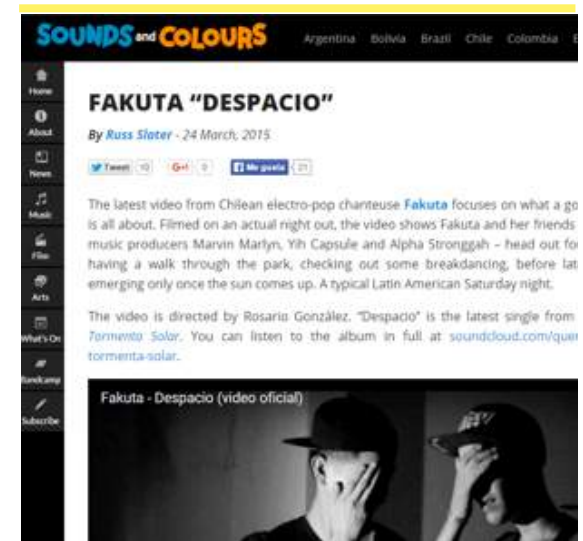 SOUNDS and COLOURS
Argentina Bolivia Brazil Chile Colombia E
Home
About
News
Music
Film
Arts
What's On
Bandcamp
Subscribe
FAKUTA “DESPACIO”
By Russ Slater - 24 March, 2015
Tweet 10 G+1 0 Me gusta 21
The latest video from Chilean electro-pop chanteuse Fakuta focuses on what a go
is all about. Filmed on an actual night out, the video shows Fakuta and her friends
music producers Marvin Marlyn, Yih Capsule and Alpha Stronggah – head out for
having a walk through the park, checking out some breakdancing, before lat
emerging only once the sun comes up. A typical Latin American Saturday night.
The video is directed by Rosario González. “Despacio” is the latest single from
Tormenta Solar. You can listen to the album in full at soundcloud.com/quer
tormenta-solar.
Fakuta - Despacio (video oficial)